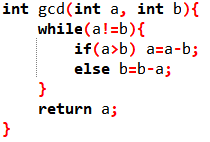 int gcd(int a, int b){
    while(a!=b){
        if(a>b) a=a-b;
        else b=b-a;
    }
    return a;
}